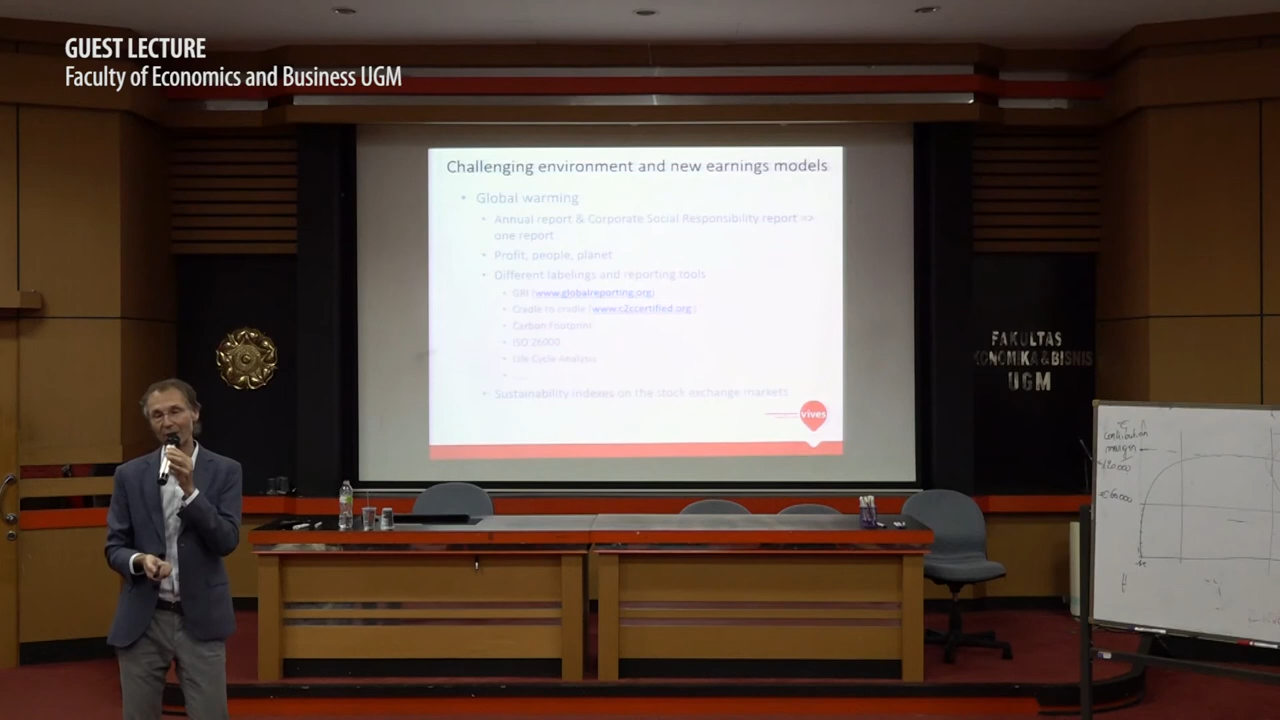 GUEST LECTURE
Faculty of Economics and Business UGM
Challenging environment and new earnings models
• Global warming
• Annual report & Corporate Social Responsibility report =>
one report
• Profit, people, planet
• Different labelings and reporting tools
• GRI (www.globalreporting.org)
• Cradle to cradle (www.c2ccertified.org)
• Carbon Footprint
• ISO 26000
• Life Cycle Analysis
• Sustainability indexes on the stock exchange markets
vives
FAKULTAS
EKONOMIKA & BISNIS
UGM
Contribution
margin